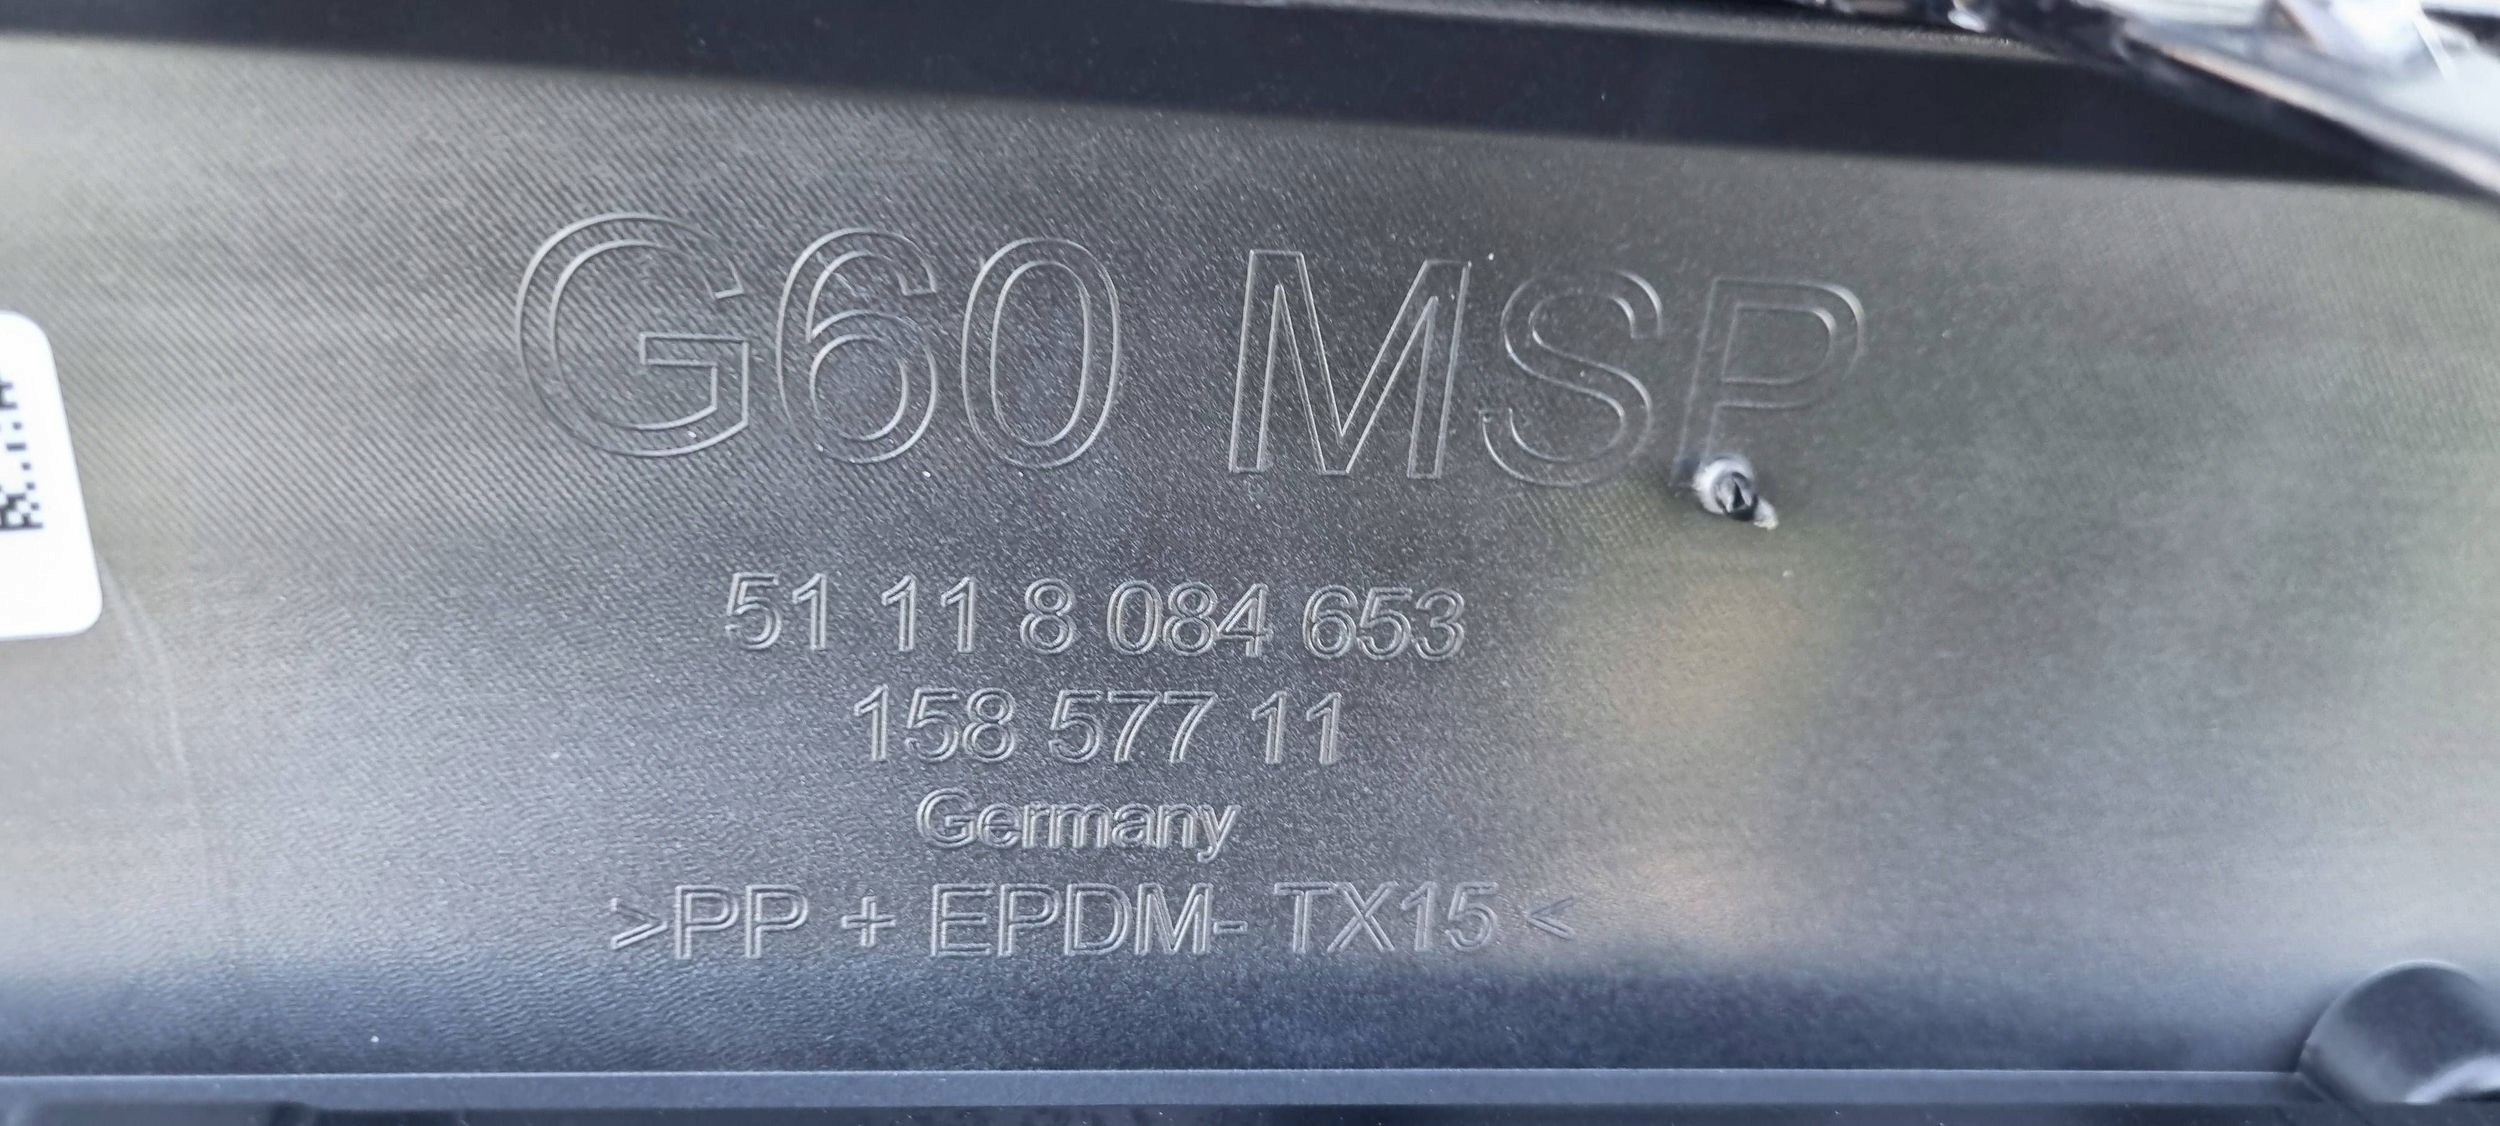 G60 MSP
51 11 8 084 653
158 577 11
Germany
>PP + EPDM- TX15 <